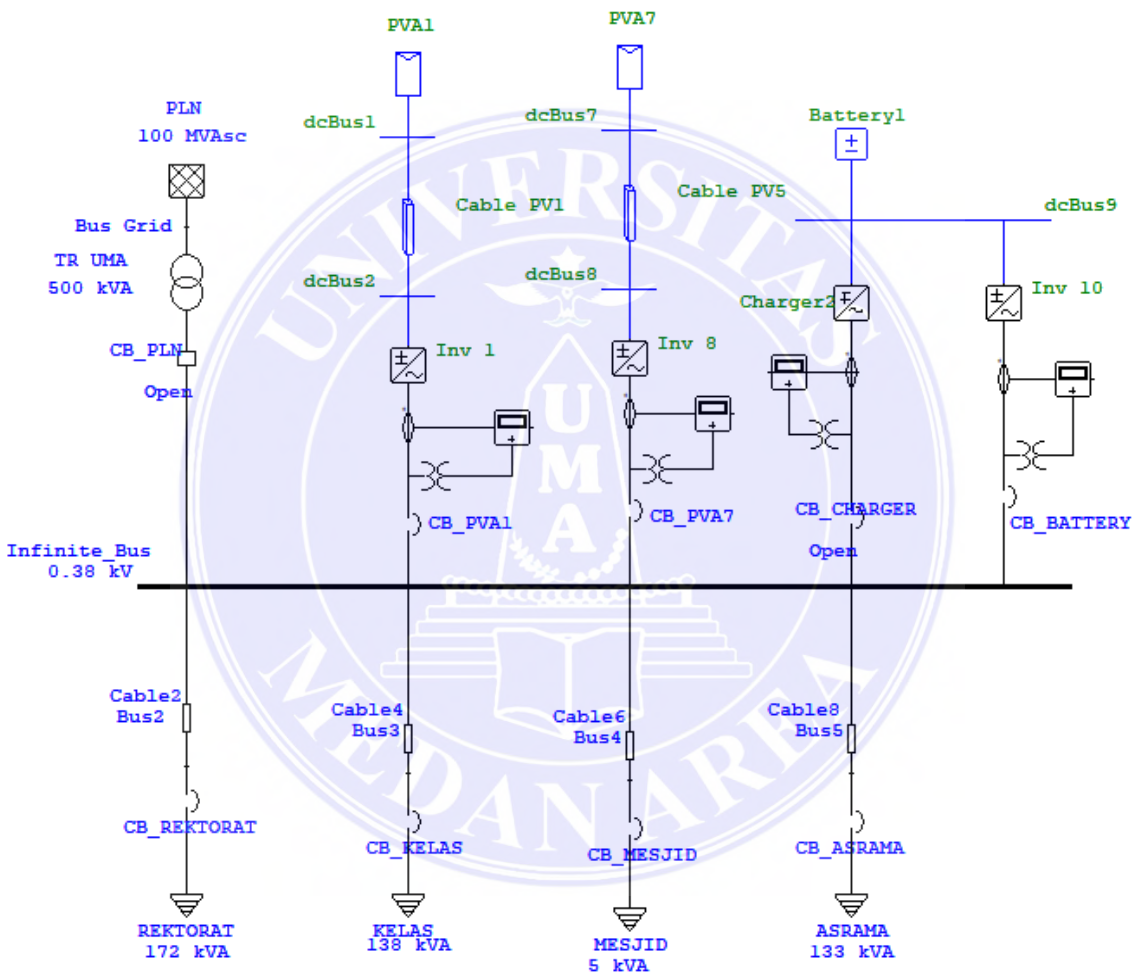 PVA1
PVA7
PLN
100 MVAsc
dcBus1
dcBus7
Battery1
Cable PV1
Cable PV5
dcBus9
Bus Grid
TR UMA
500 kVA
dcBus2
dcBus8
Charger2
Inv 10
CB_PLN
Inv 1
Inv 8
Open
CB_PVA1
CB_PVA7
CB_CHARGER
CB_BATTERY
Infinite_Bus
0.38 kV
Open
UNIVERSITAS
UMA
MEDAN AREA
Cable2
Bus2
Cable4
Bus3
Cable6
Bus4
Cable8
Bus5
CB_REKTORAT
CB_KELAS
CB_MESJID
CB_ASRAMA
REKTORAT
172 kVA
KELAS
138 kVA
MESJID
5 kVA
ASRAMA
133 kVA